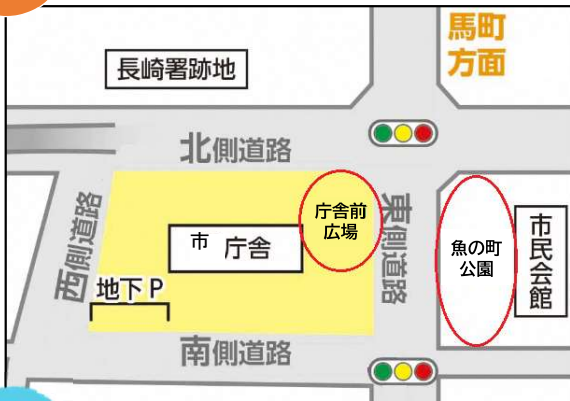 馬町
方面
長崎署跡地
北側道路
庁舎前
広場
東側道路
西側道路
市 庁舎
魚の町
公園
市民会館
地下P
南側道路